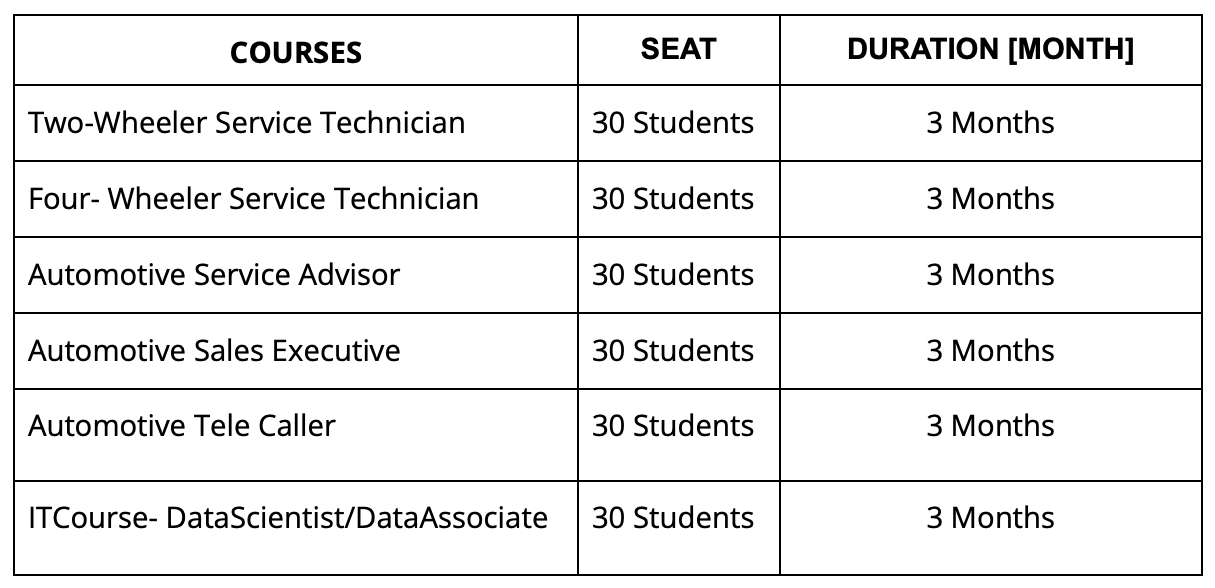 COURSES SEAT DURATION [MONTH]
Two-Wheeler Service Technician 30 Students 3 Months
Four- Wheeler Service Technician 30 Students 3 Months
Automotive Service Advisor 30 Students 3 Months
Automotive Sales Executive 30 Students 3 Months
Automotive Tele Caller 30 Students 3 Months
ITCourse- DataScientist/DataAssociate 30 Students 3 Months